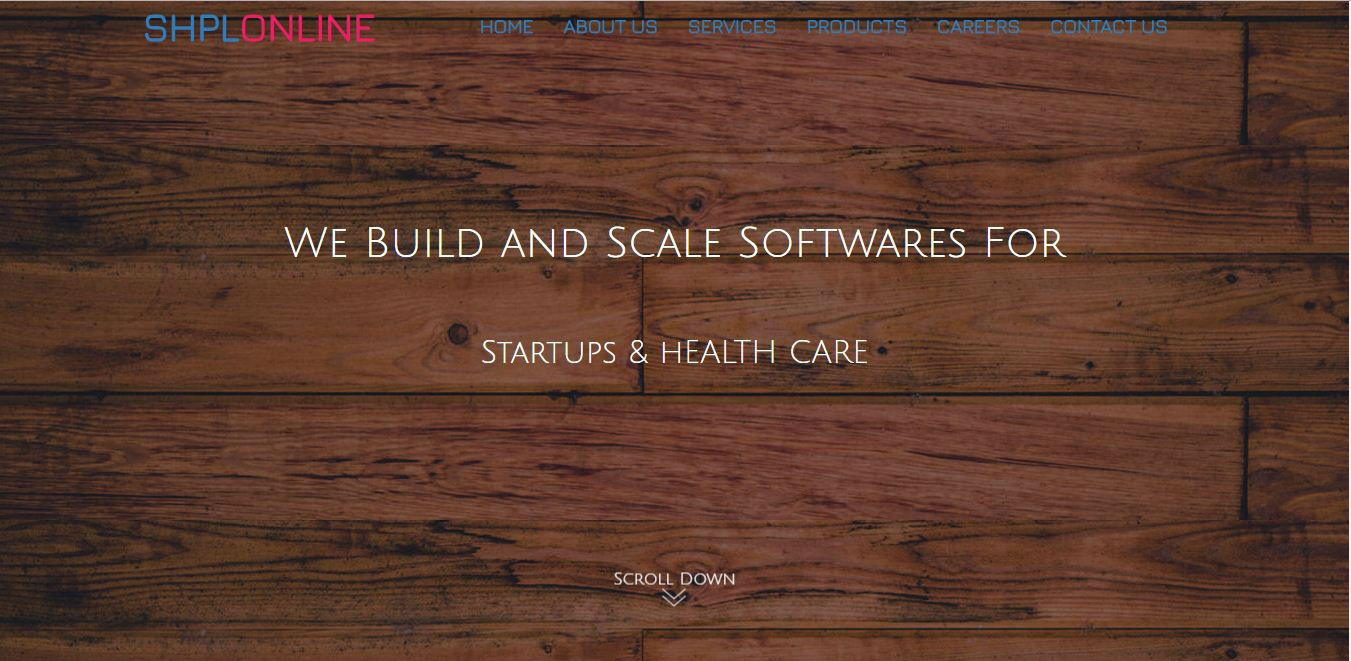 SHPLONLINE HOME ABOUT US SERVICES PRODUCTS CAREERS CONTACT US
We Build and Scale Softwares For
Startups & hEALTH CARE
Scroll Down